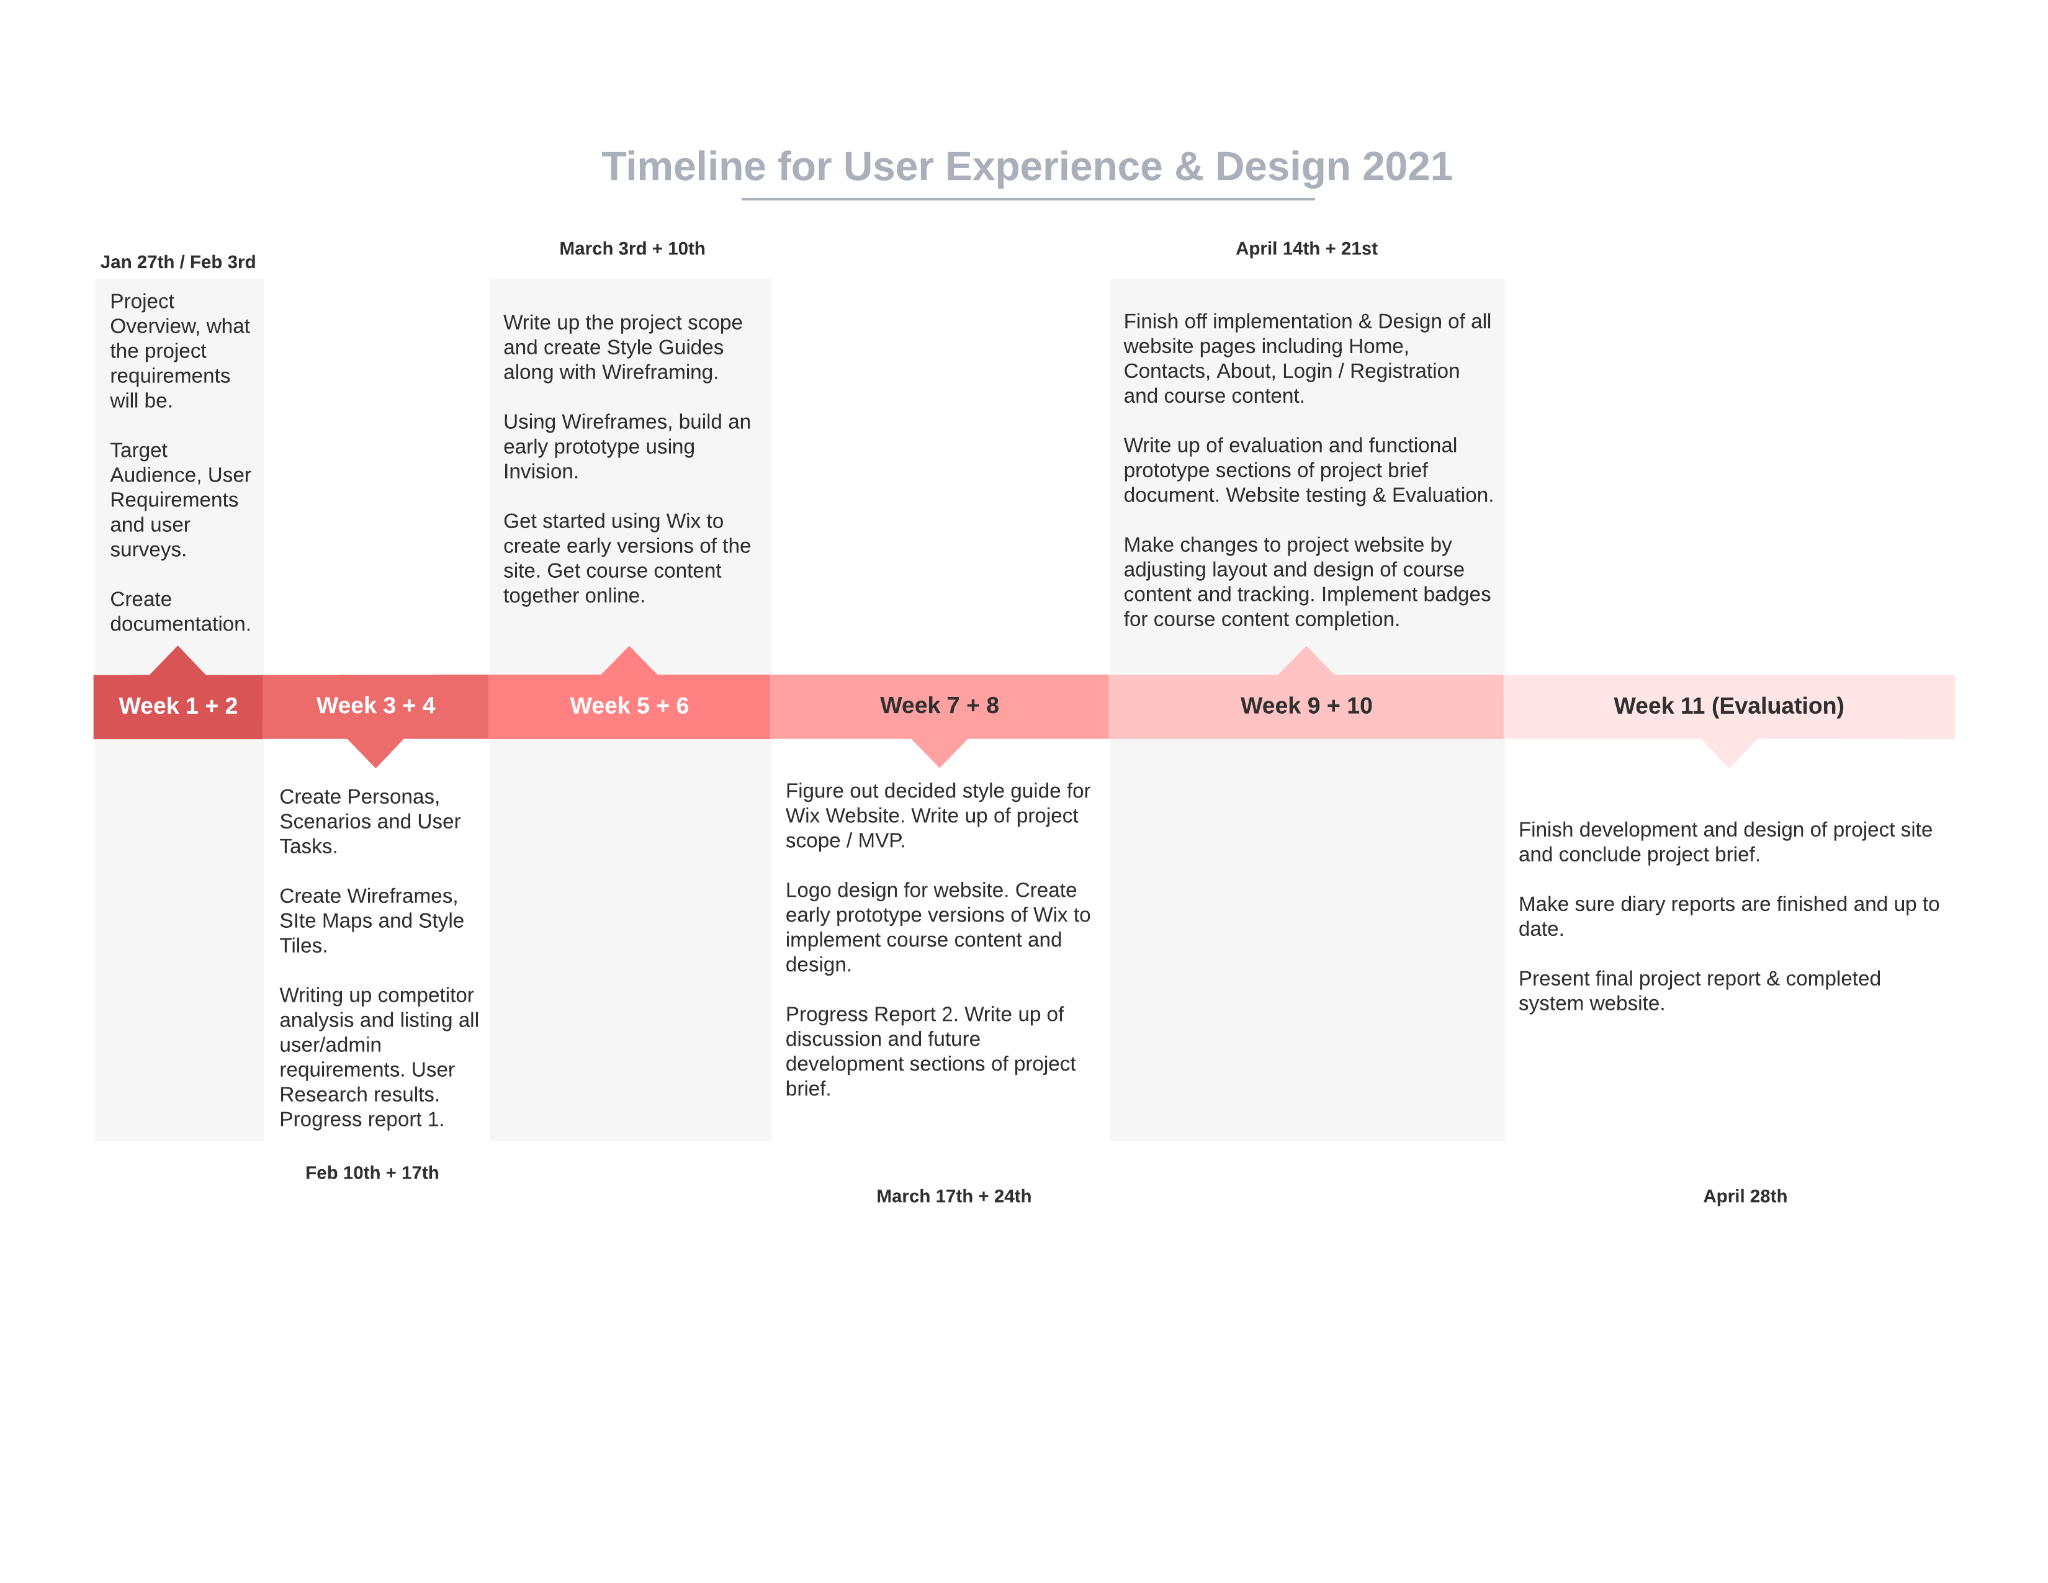 Timeline for User Experience & Design 2021
Jan 27th / Feb 3rd
Project
Overview, what
the project
requirements
will be.
Target
Audience, User
Requirements
and user
surveys.
Create
documentation.
Week 1 + 2
Week 3 + 4
Create Personas,
Scenarios and User
Tasks.
Create Wireframes,
SIte Maps and Style
Tiles.
Writing up competitor
analysis and listing all
user/admin
requirements. User
Research results.
Progress report 1.
Feb 10th + 17th
March 3rd + 10th
Write up the project scope
and create Style Guides
along with Wireframing.
Using Wireframes, build an
early prototype using
Invision.
Get started using Wix to
create early versions of the
site. Get course content
together online.
Week 5 + 6
Week 7 + 8
Figure out decided style guide for
Wix Website. Write up of project
scope / MVP.
Logo design for website. Create
early prototype versions of Wix to
implement course content and
design.
Progress Report 2. Write up of
discussion and future
development sections of project
brief.
March 17th + 24th
April 14th + 21st
Finish off implementation & Design of all
website pages including Home,
Contacts, About, Login / Registration
and course content.
Write up of evaluation and functional
prototype sections of project brief
document. Website testing & Evaluation.
Make changes to project website by
adjusting layout and design of course
content and tracking. Implement badges
for course content completion.
Week 9 + 10
Week 11 (Evaluation)
Finish development and design of project site
and conclude project brief.
Make sure diary reports are finished and up to
date.
Present final project report & completed
system website.
April 28th